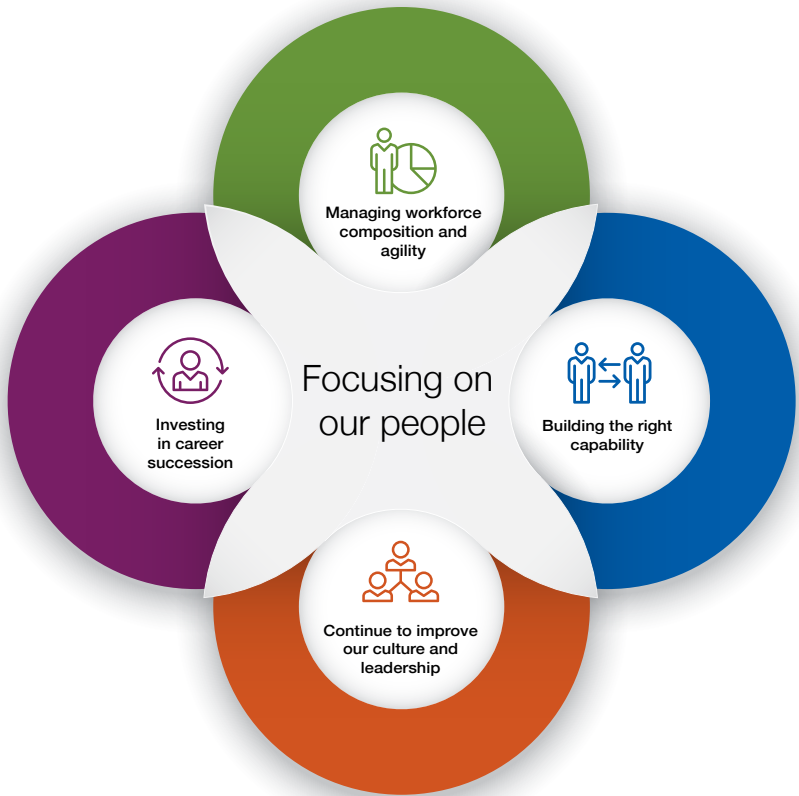 Managing workforce
composition and
agility
Focusing on
our people
Investing
in career
succession
Building the right
capability
Continue to improve
our culture and
leadership